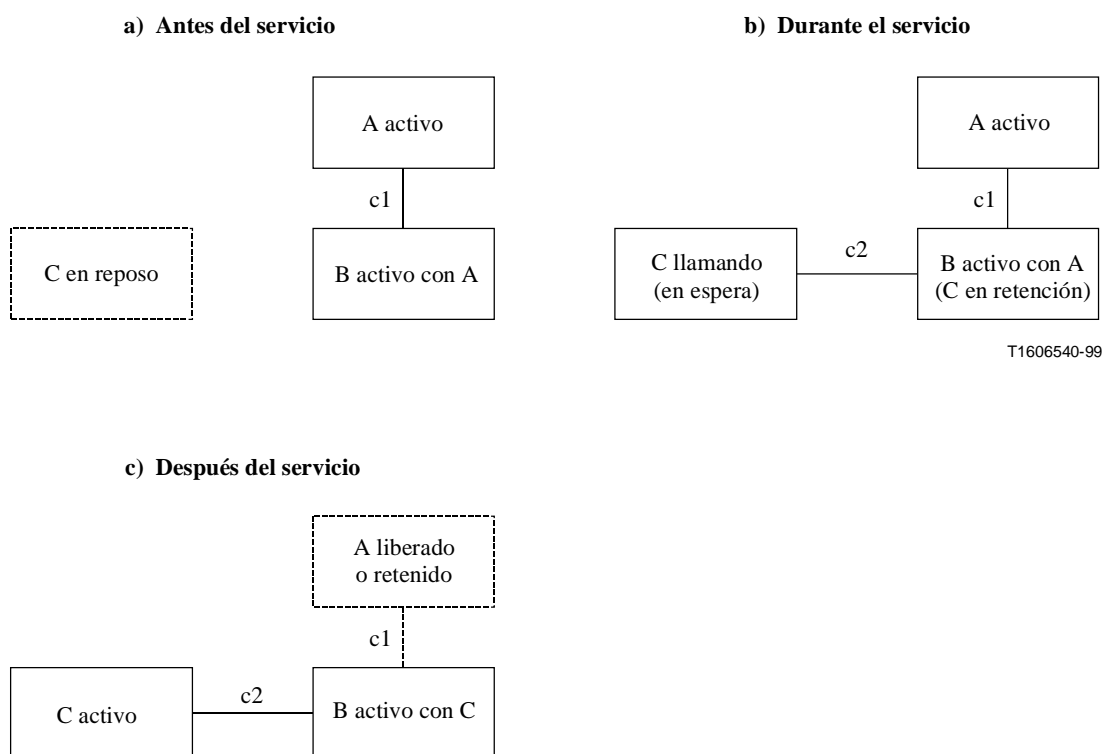 a) Antes del servicio
A activo
c1
C en reposo
B activo con A
b) Durante el servicio
A activo
c1
C llamando
(en espera)
c2
B activo con A
(C en retención)
T1606540-99
c) Después del servicio
A liberado
o retenido
c1
C activo
c2
B activo con C